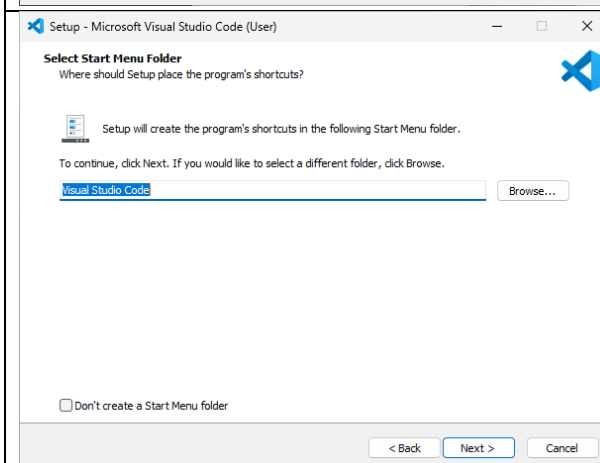 Setup - Microsoft Visual Studio Code (User)
Select Start Menu Folder
Where should Setup place the program's shortcuts?
Setup will create the program's shortcuts in the following Start Menu folder.
To continue, click Next. If you would like to select a different folder, click Browse.
Visual Studio Code
Browse...
Don't create a Start Menu folder
< Back
Next >
Cancel